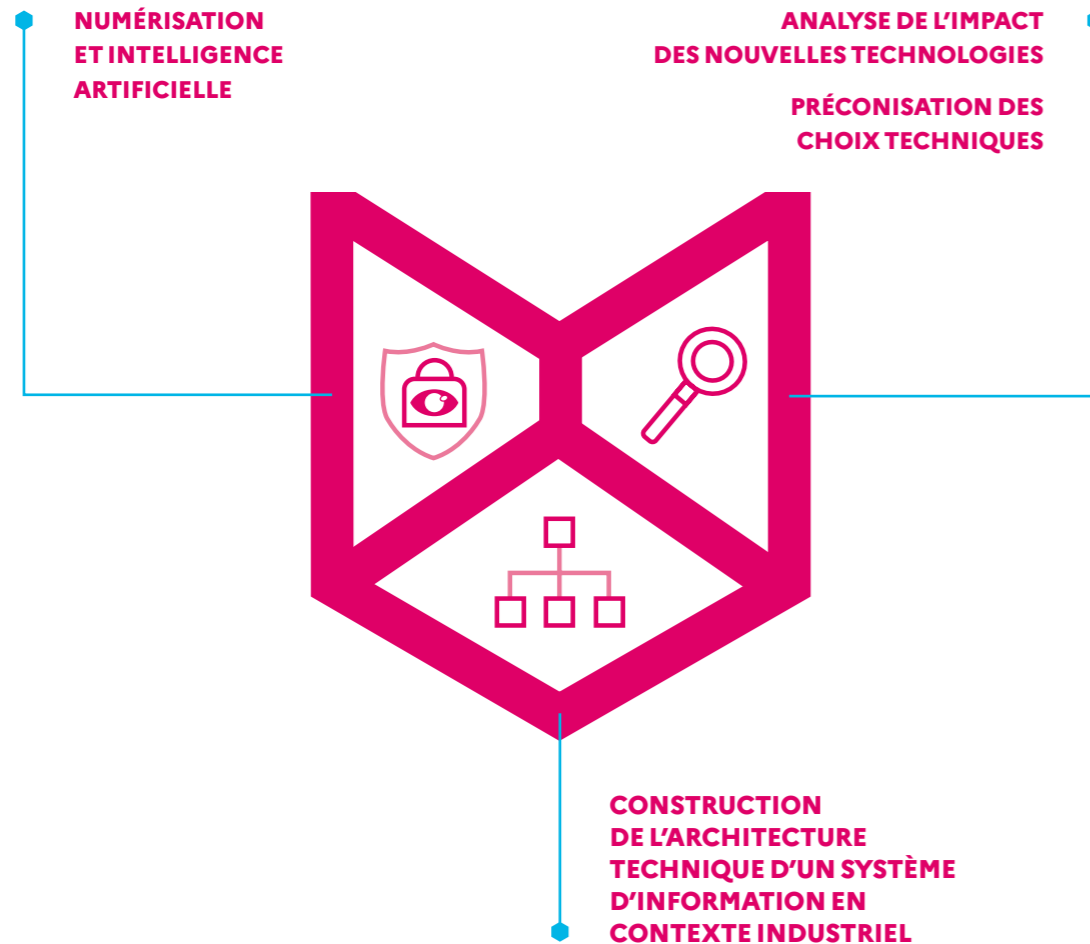 NUMÉRISATION
ET INTELLIGENCE
ARTIFICIELLE
ANALYSE DE L’IMPACT
DES NOUVELLES TECHNOLOGIES
PRÉCONISATION DES
CHOIX TECHNIQUES
CONSTRUCTION
DE L’ARCHITECTURE
TECHNIQUE D’UN SYSTÈME
D’INFORMATION EN
CONTEXTE INDUSTRIEL